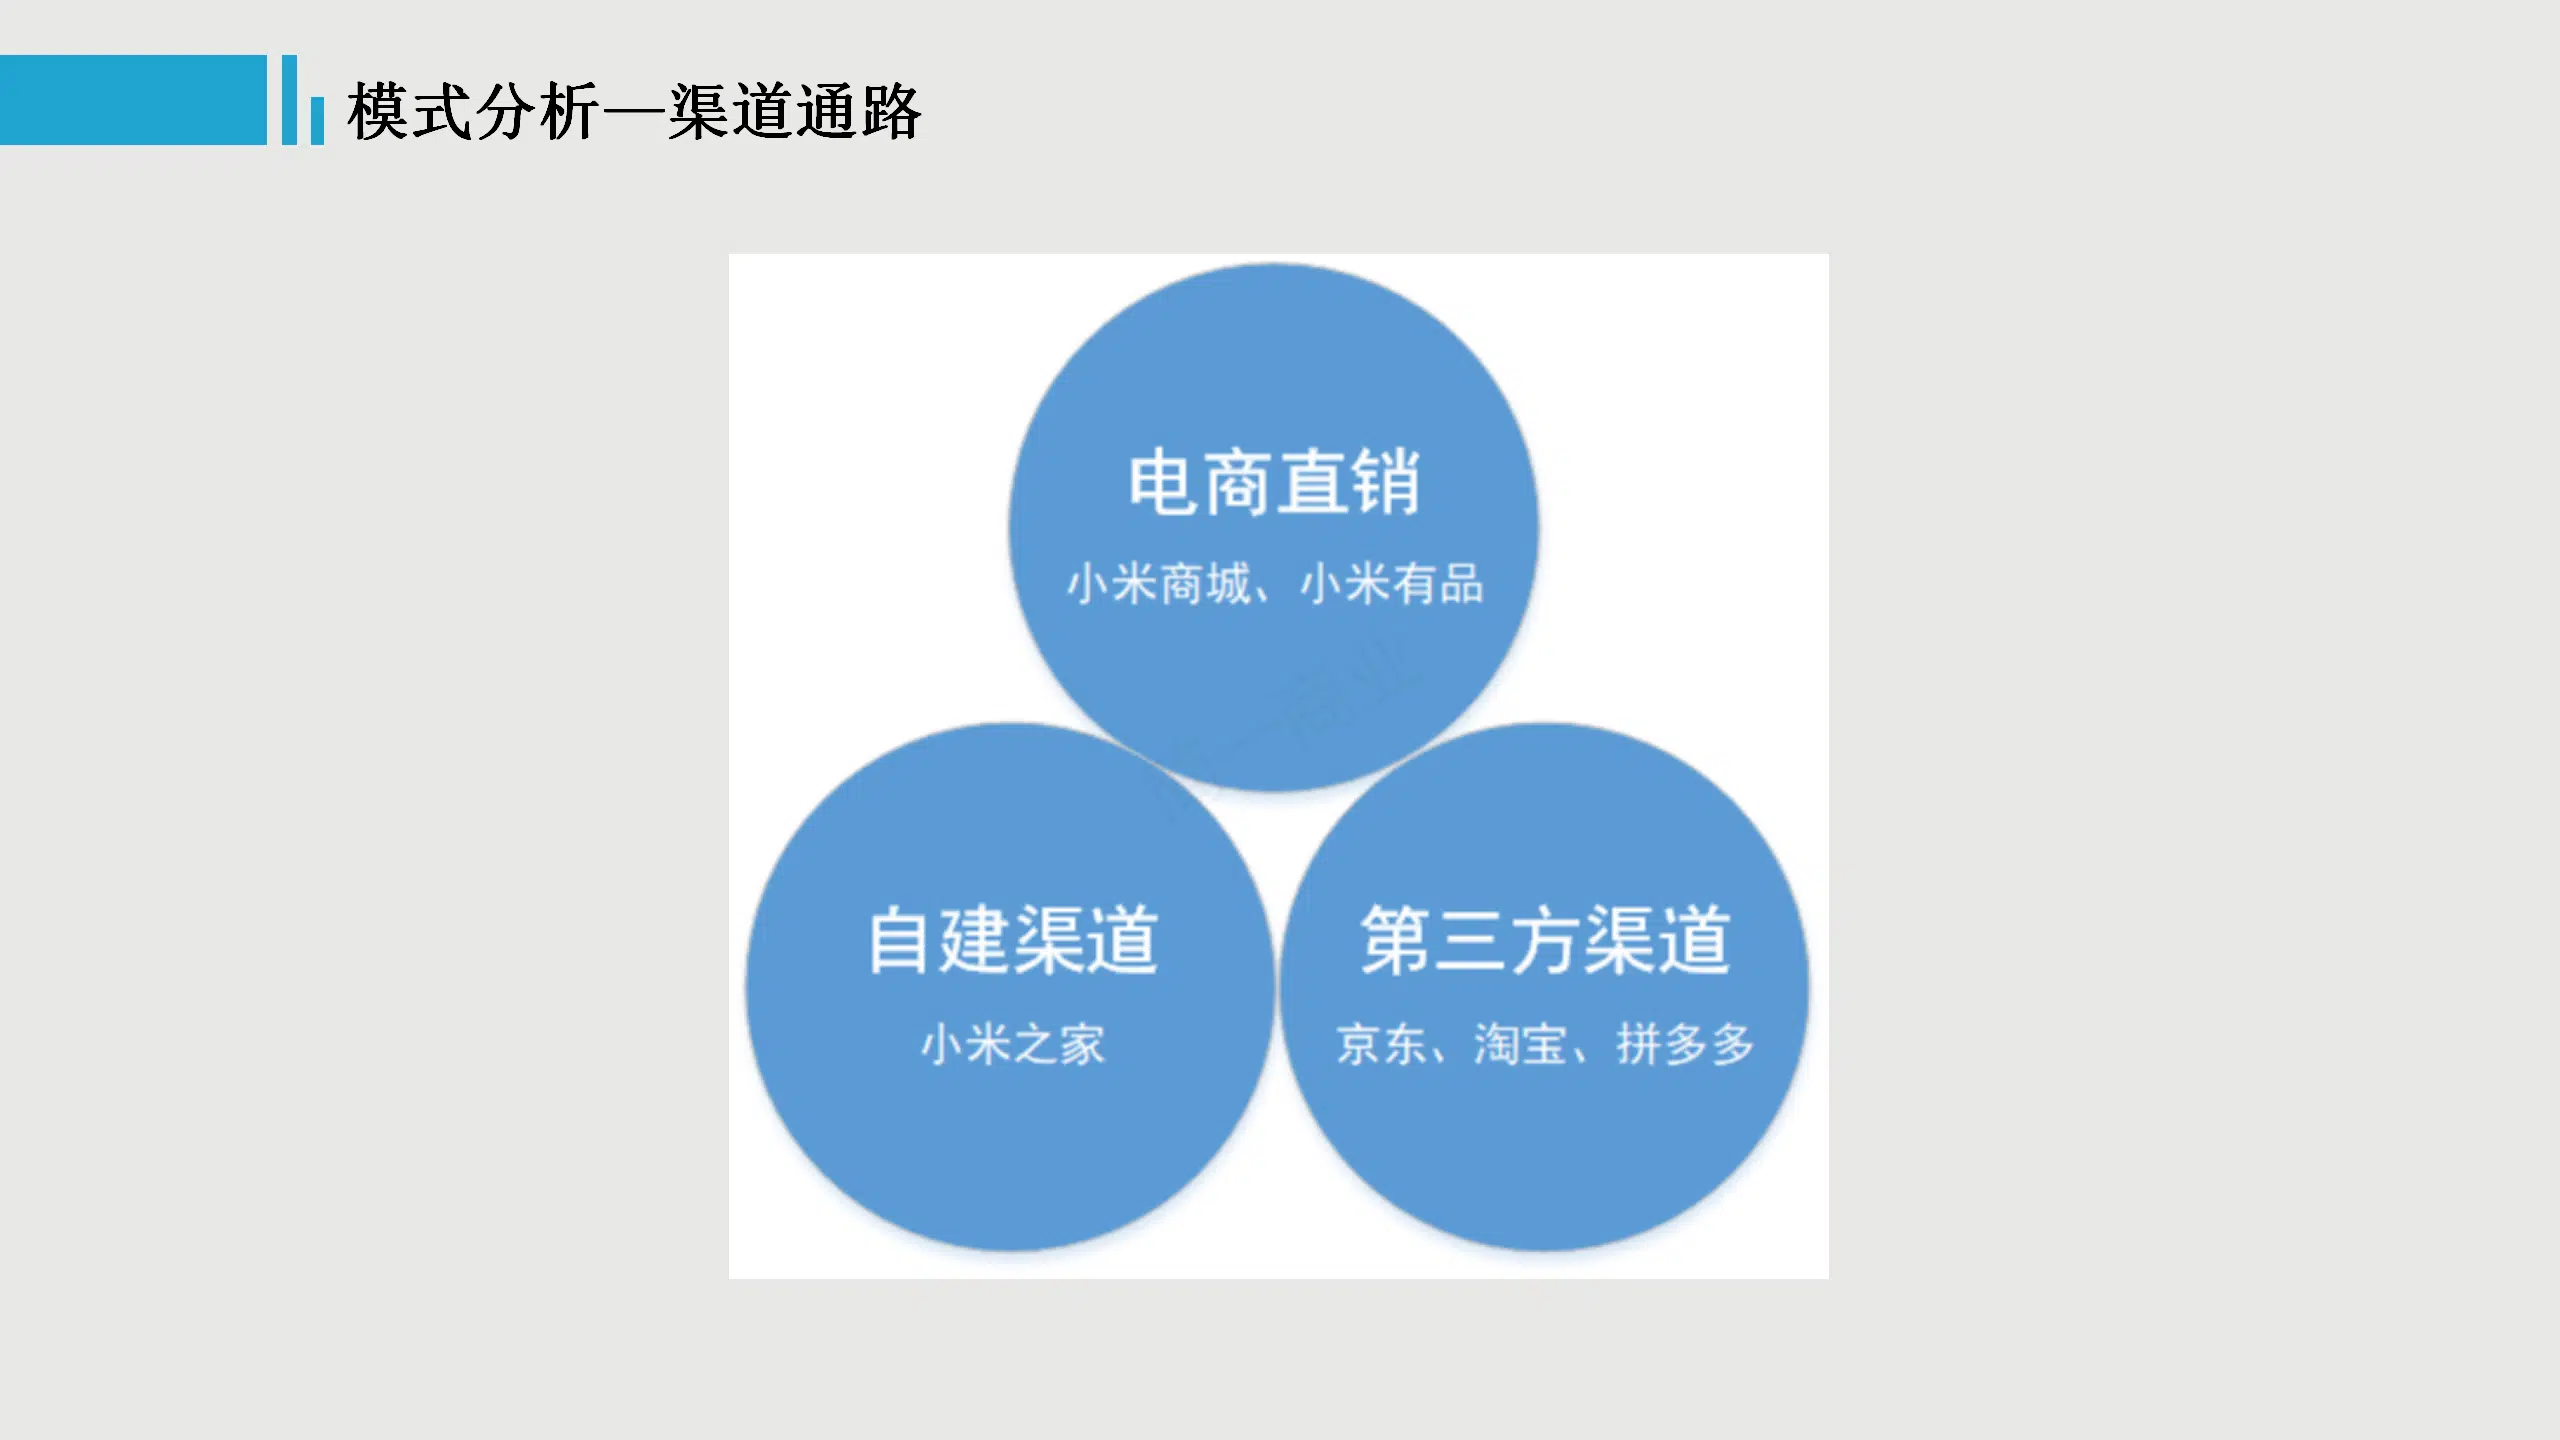 模式分析—渠道通路
电商直销
小米商城、小米有品
自建渠道
小米之家
第三方渠道
京东、淘宝、拼多多